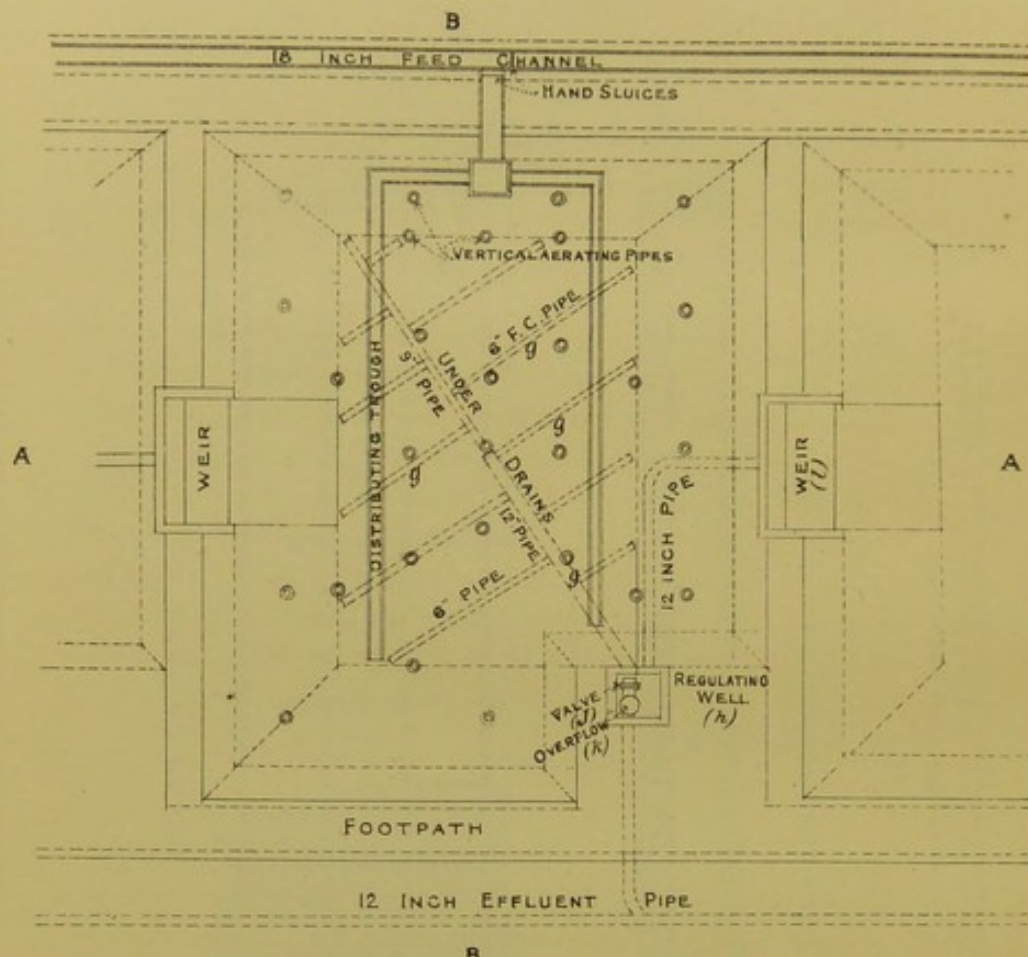 B
18 INCH FEED CHANNEL
HAND SLUICES
VERTICAL AERATING PIPES
6" F.C. PIPE
g
UNDER
9" PIPE
DISTRIBUTING TROUGH
g
A
WEIR
g
DRAINS
12" PIPE
12 INCH PIPE
WEIR
(l)
A
6" PIPE
g
REGULATING
WELL
(h)
VALVE
(J)
OVERFLOW
(k)
FOOTPATH
12 INCH EFFLUENT PIPE
B